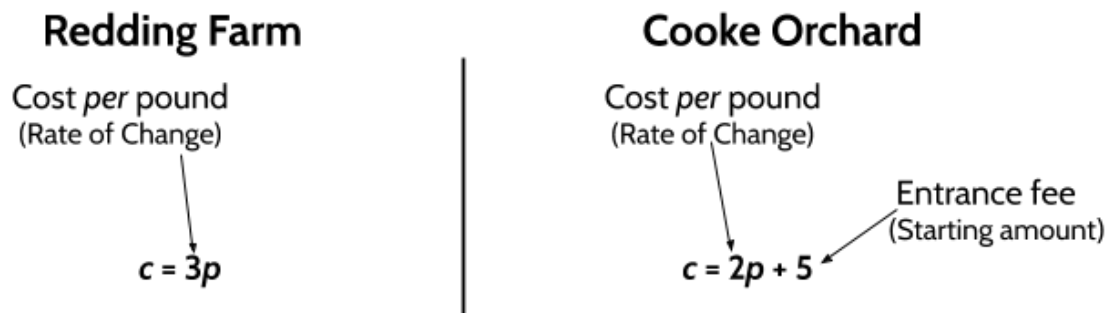 Redding Farm
Cost per pound
(Rate of Change)
c = 3p
Cooke Orchard
Cost per pound
(Rate of Change)
Entrance fee
(Starting amount)
c = 2p + 5